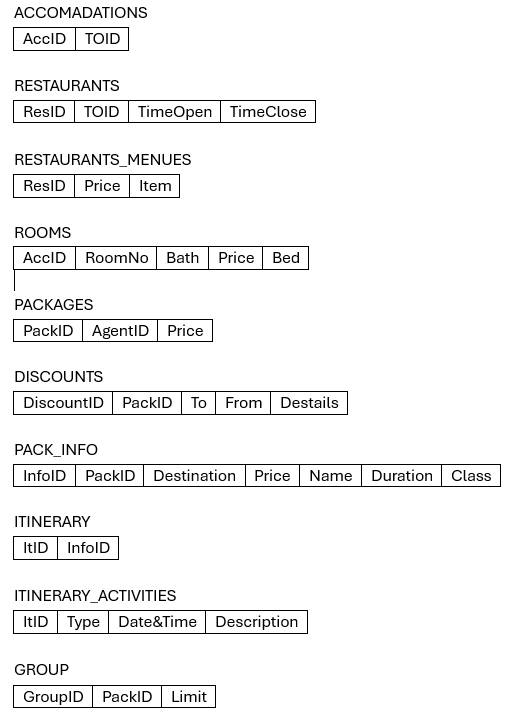 ACCOMADATIONS
AccID TOID
RESTAURANTS
ResID TOID TimeOpen TimeClose
RESTAURANTS_MENUES
ResID Price Item
ROOMS
AccID RoomNo Bath Price Bed
PACKAGES
PackID AgentID Price
DISCOUNTS
DiscountID PackID To From Destails
PACK_INFO
InfoID PackID Destination Price Name Duration Class
ITINERARY
ItID InfoID
ITINERARY_ACTIVITIES
ItID Type Date&Time Description
GROUP
GroupID PackID Limit